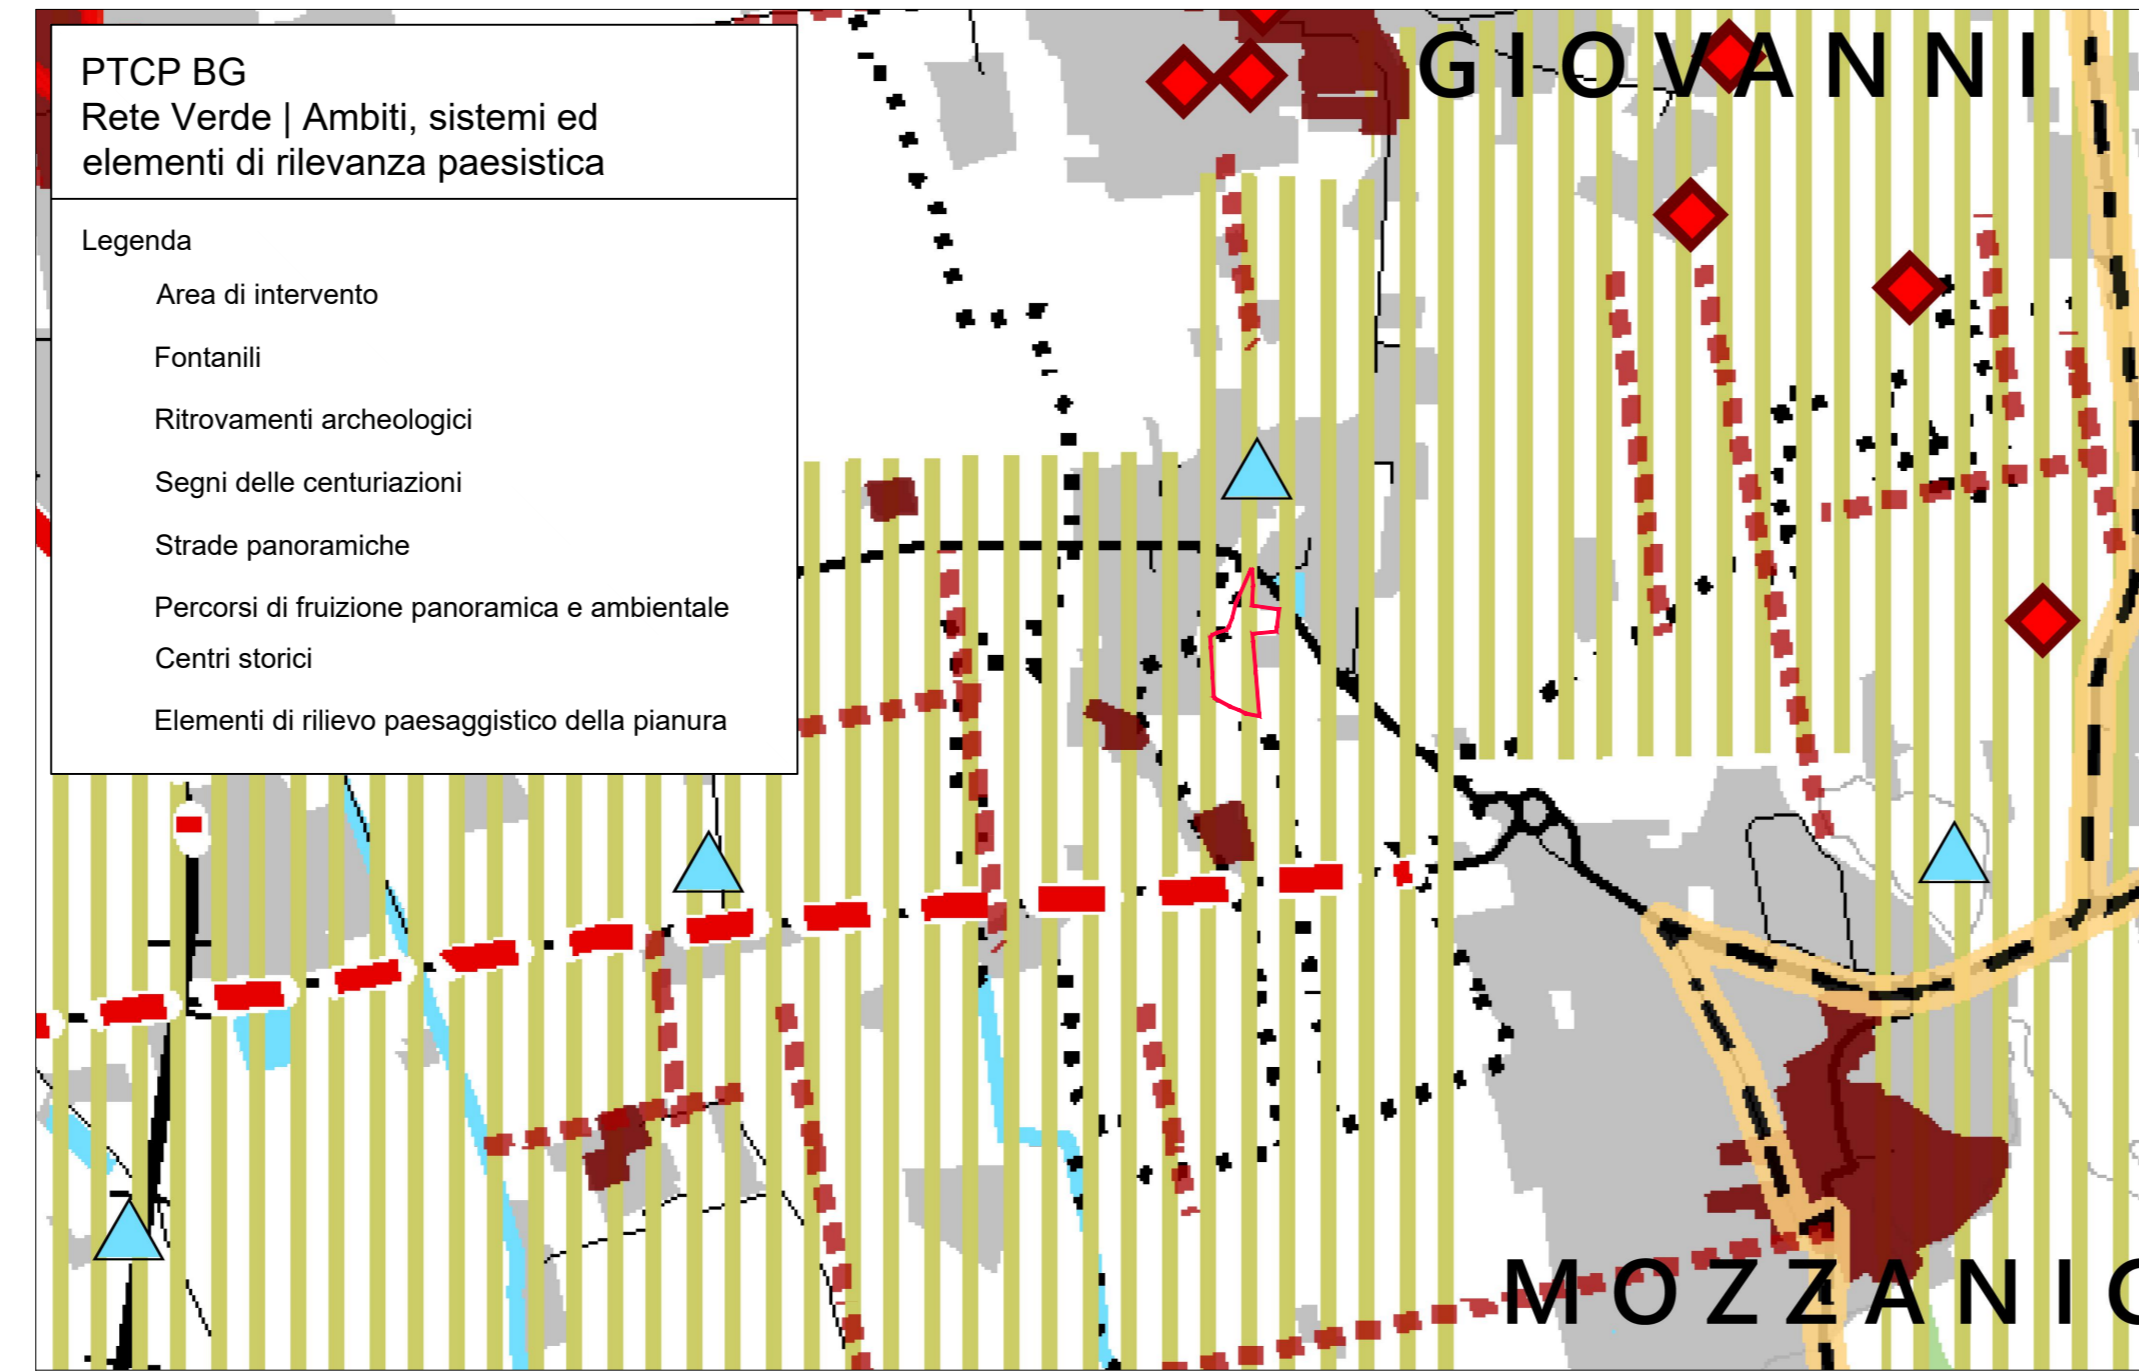 PTCP BG
Rete Verde | Ambiti, sistemi ed
elementi di rilevanza paesistica
Legenda
Area di intervento
Fontanili
Ritrovamenti archeologici
Segni delle centuriazioni
Strade panoramiche
Percorsi di fruizione panoramica e ambientale
Centri storici
Elementi di rilievo paesaggistico della pianura
GIOVANNI
MOZZANIC